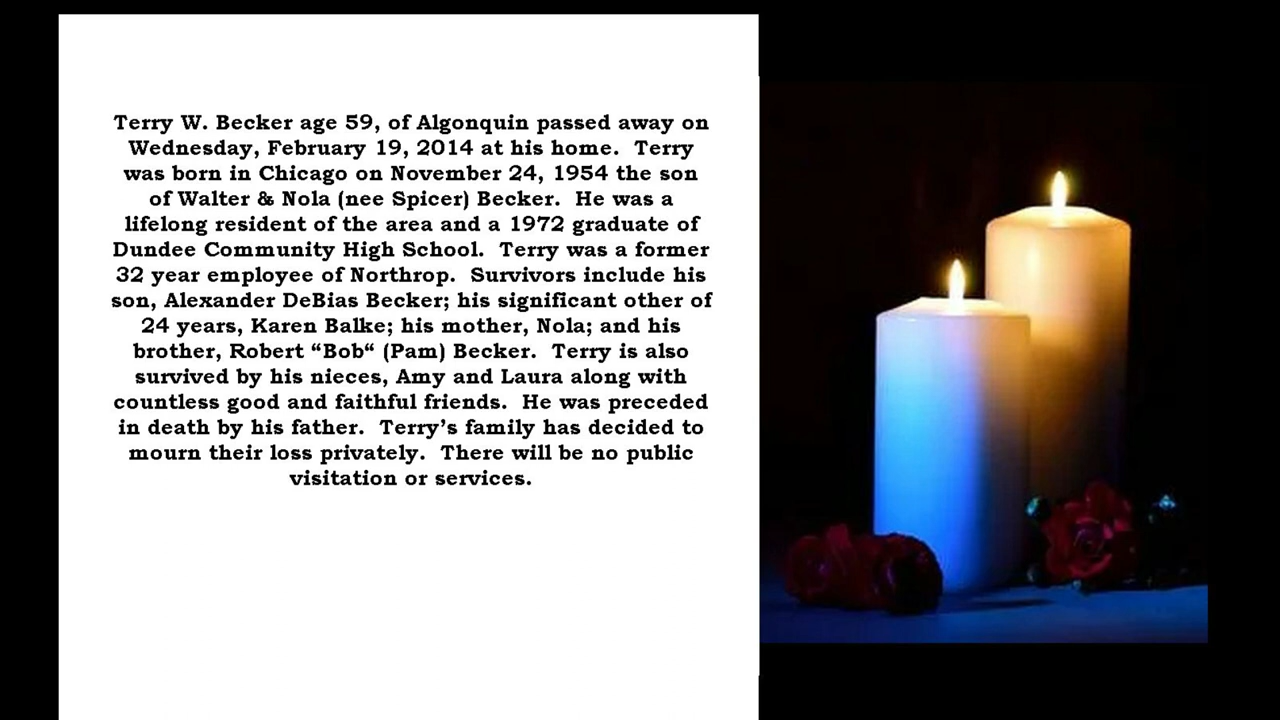 Terry W. Becker age 59, of Algonquin passed away on
Wednesday, February 19, 2014 at his home.  Terry
was born in Chicago on November 24, 1954 the son
of Walter & Nola (nee Spicer) Becker.  He was a
lifelong resident of the area and a 1972 graduate of
Dundee Community High School.  Terry was a former
32 year employee of Northrop.  Survivors include his
son, Alexander DeBias Becker; his significant other of
24 years, Karen Balke; his mother, Nola; and his
brother, Robert “Bob“ (Pam) Becker.  Terry is also
survived by his nieces, Amy and Laura along with
countless good and faithful friends.  He was preceded
in death by his father.  Terry’s family has decided to
mourn their loss privately.  There will be no public
visitation or services.